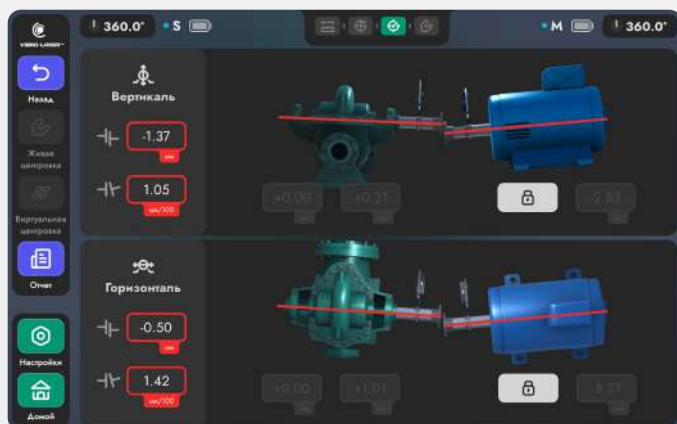 360.0°
S
M
360.0°
VIBRO-LASER™
Назад
Живая
центровка
Виртуальная
центровка
Отчет
Настройки
Домой
Вертикаль
-1.37
мм
1.05
мм/100
+0.00
+0.21
-2.83
Горизонталь
-0.50
мм
1.42
мм/100
+0.00
+1.01